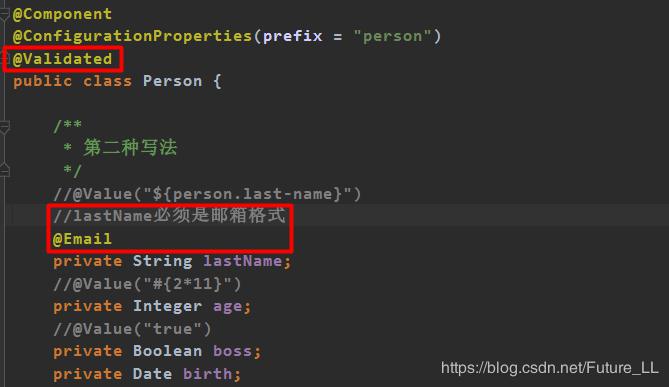 @Component
@ConfigurationProperties(prefix = "person")
@Validated
public class Person {
/**
* 第二种写法
*/
//@Value("${person.last-name}")
//lastName必须是邮箱格式
@Email
private String lastName;
//@Value("#{2*11}")
private Integer age;
//@Value("true")
private Boolean boss;
private Date birth;
https://blog.csdn.net/Future_LL